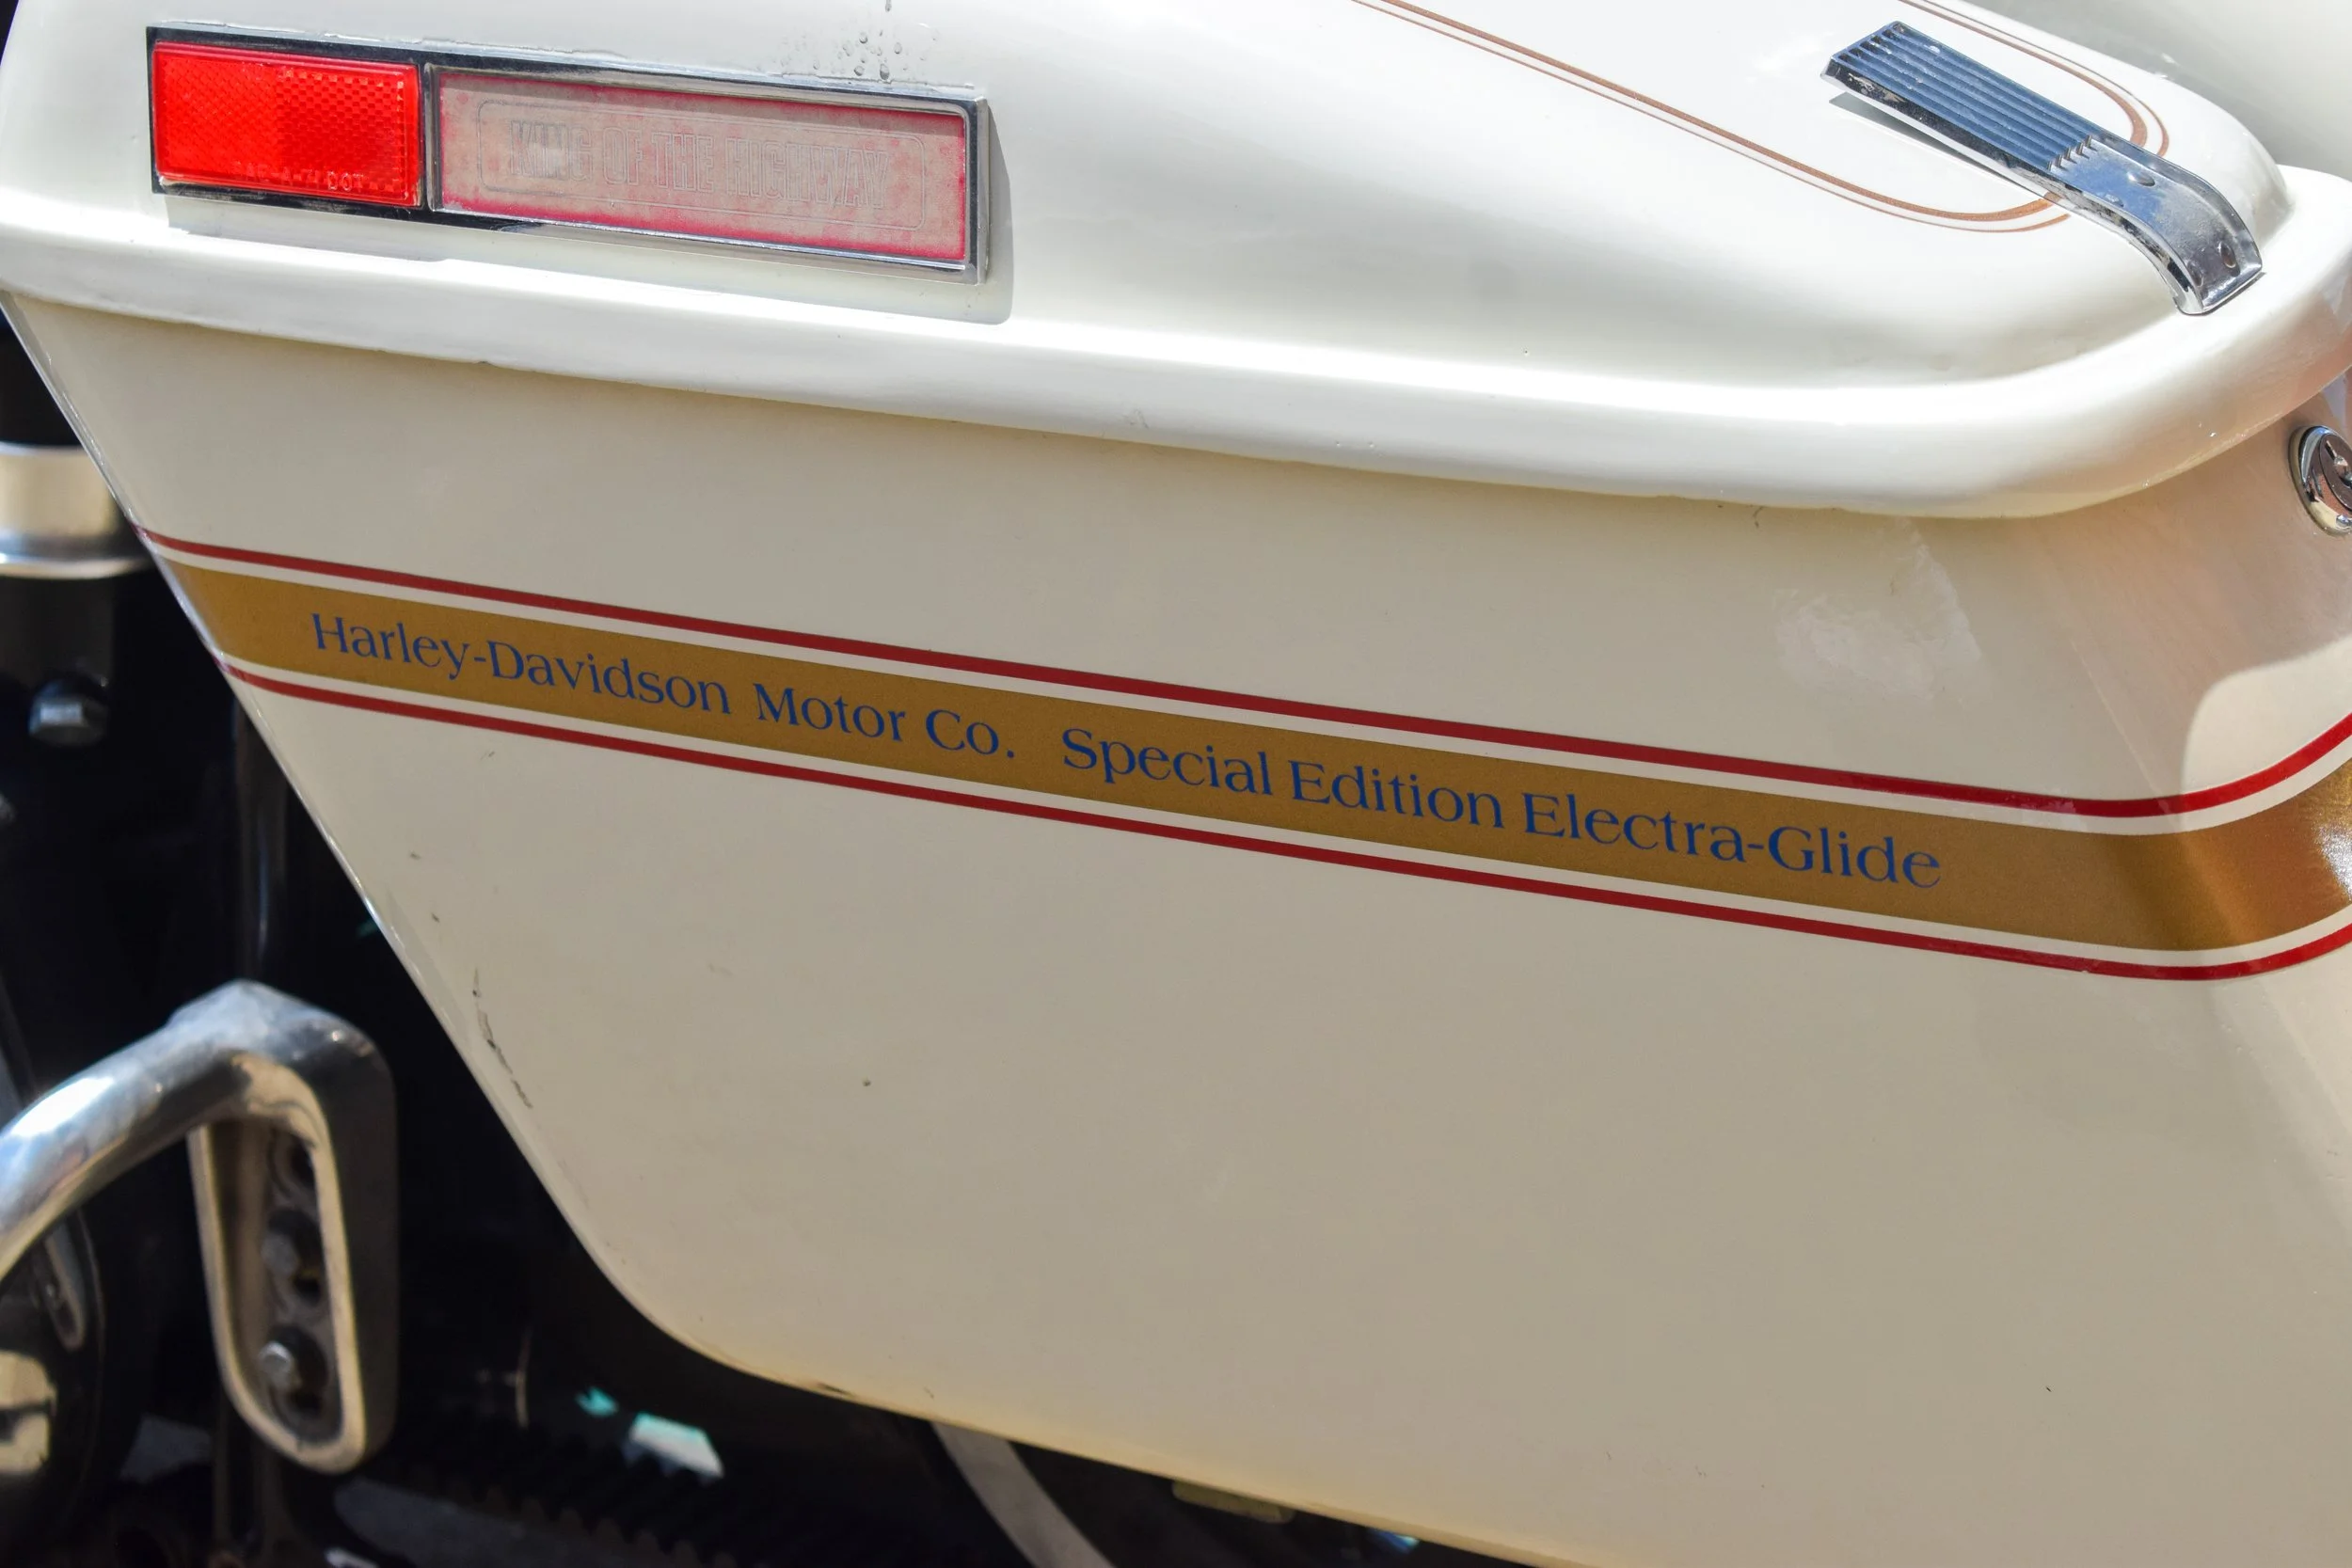 KING OF THE HIGHWAY
Harley-Davidson Motor Co. Special Edition Electra-Glide